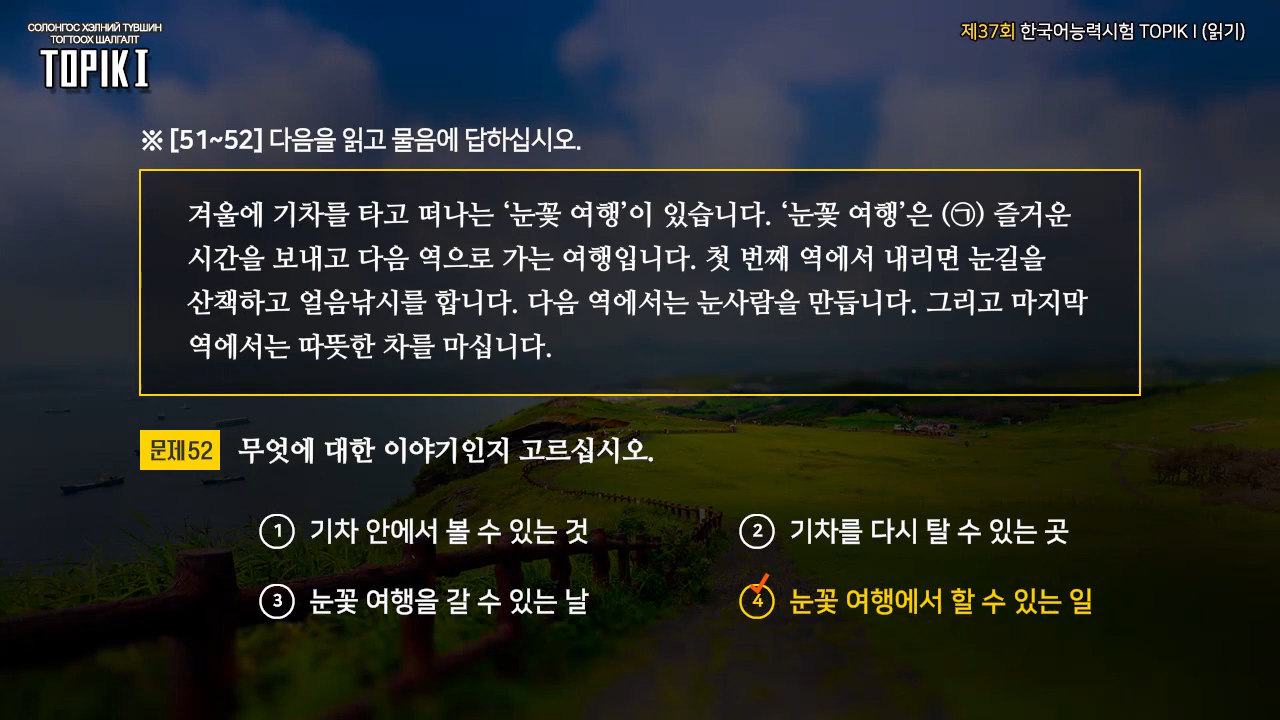 СОЛОНГОС ХЭЛНИЙ ТҮВШИН
ТОГТООХ ШАЛГАЛТ
TOPIK I
제37회 한국어능력시험 TOPIK I (읽기)
※ [51~52] 다음을 읽고 물음에 답하십시오.
겨울에 기차를 타고 떠나는 ‘눈꽃 여행’이 있습니다. ‘눈꽃 여행’은 (㉠) 즐거운
시간을 보내고 다음 역으로 가는 여행입니다. 첫 번째 역에서 내리면 눈길을
산책하고 얼음낚시를 합니다. 다음 역에서는 눈사람을 만듭니다. 그리고 마지막
역에서는 따뜻한 차를 마십니다.
문제 52 무엇에 대한 이야기인지 고르십시오.
① 기차 안에서 볼 수 있는 것
② 기차를 다시 탈 수 있는 곳
③ 눈꽃 여행을 갈 수 있는 날
④ 눈꽃 여행에서 할 수 있는 일